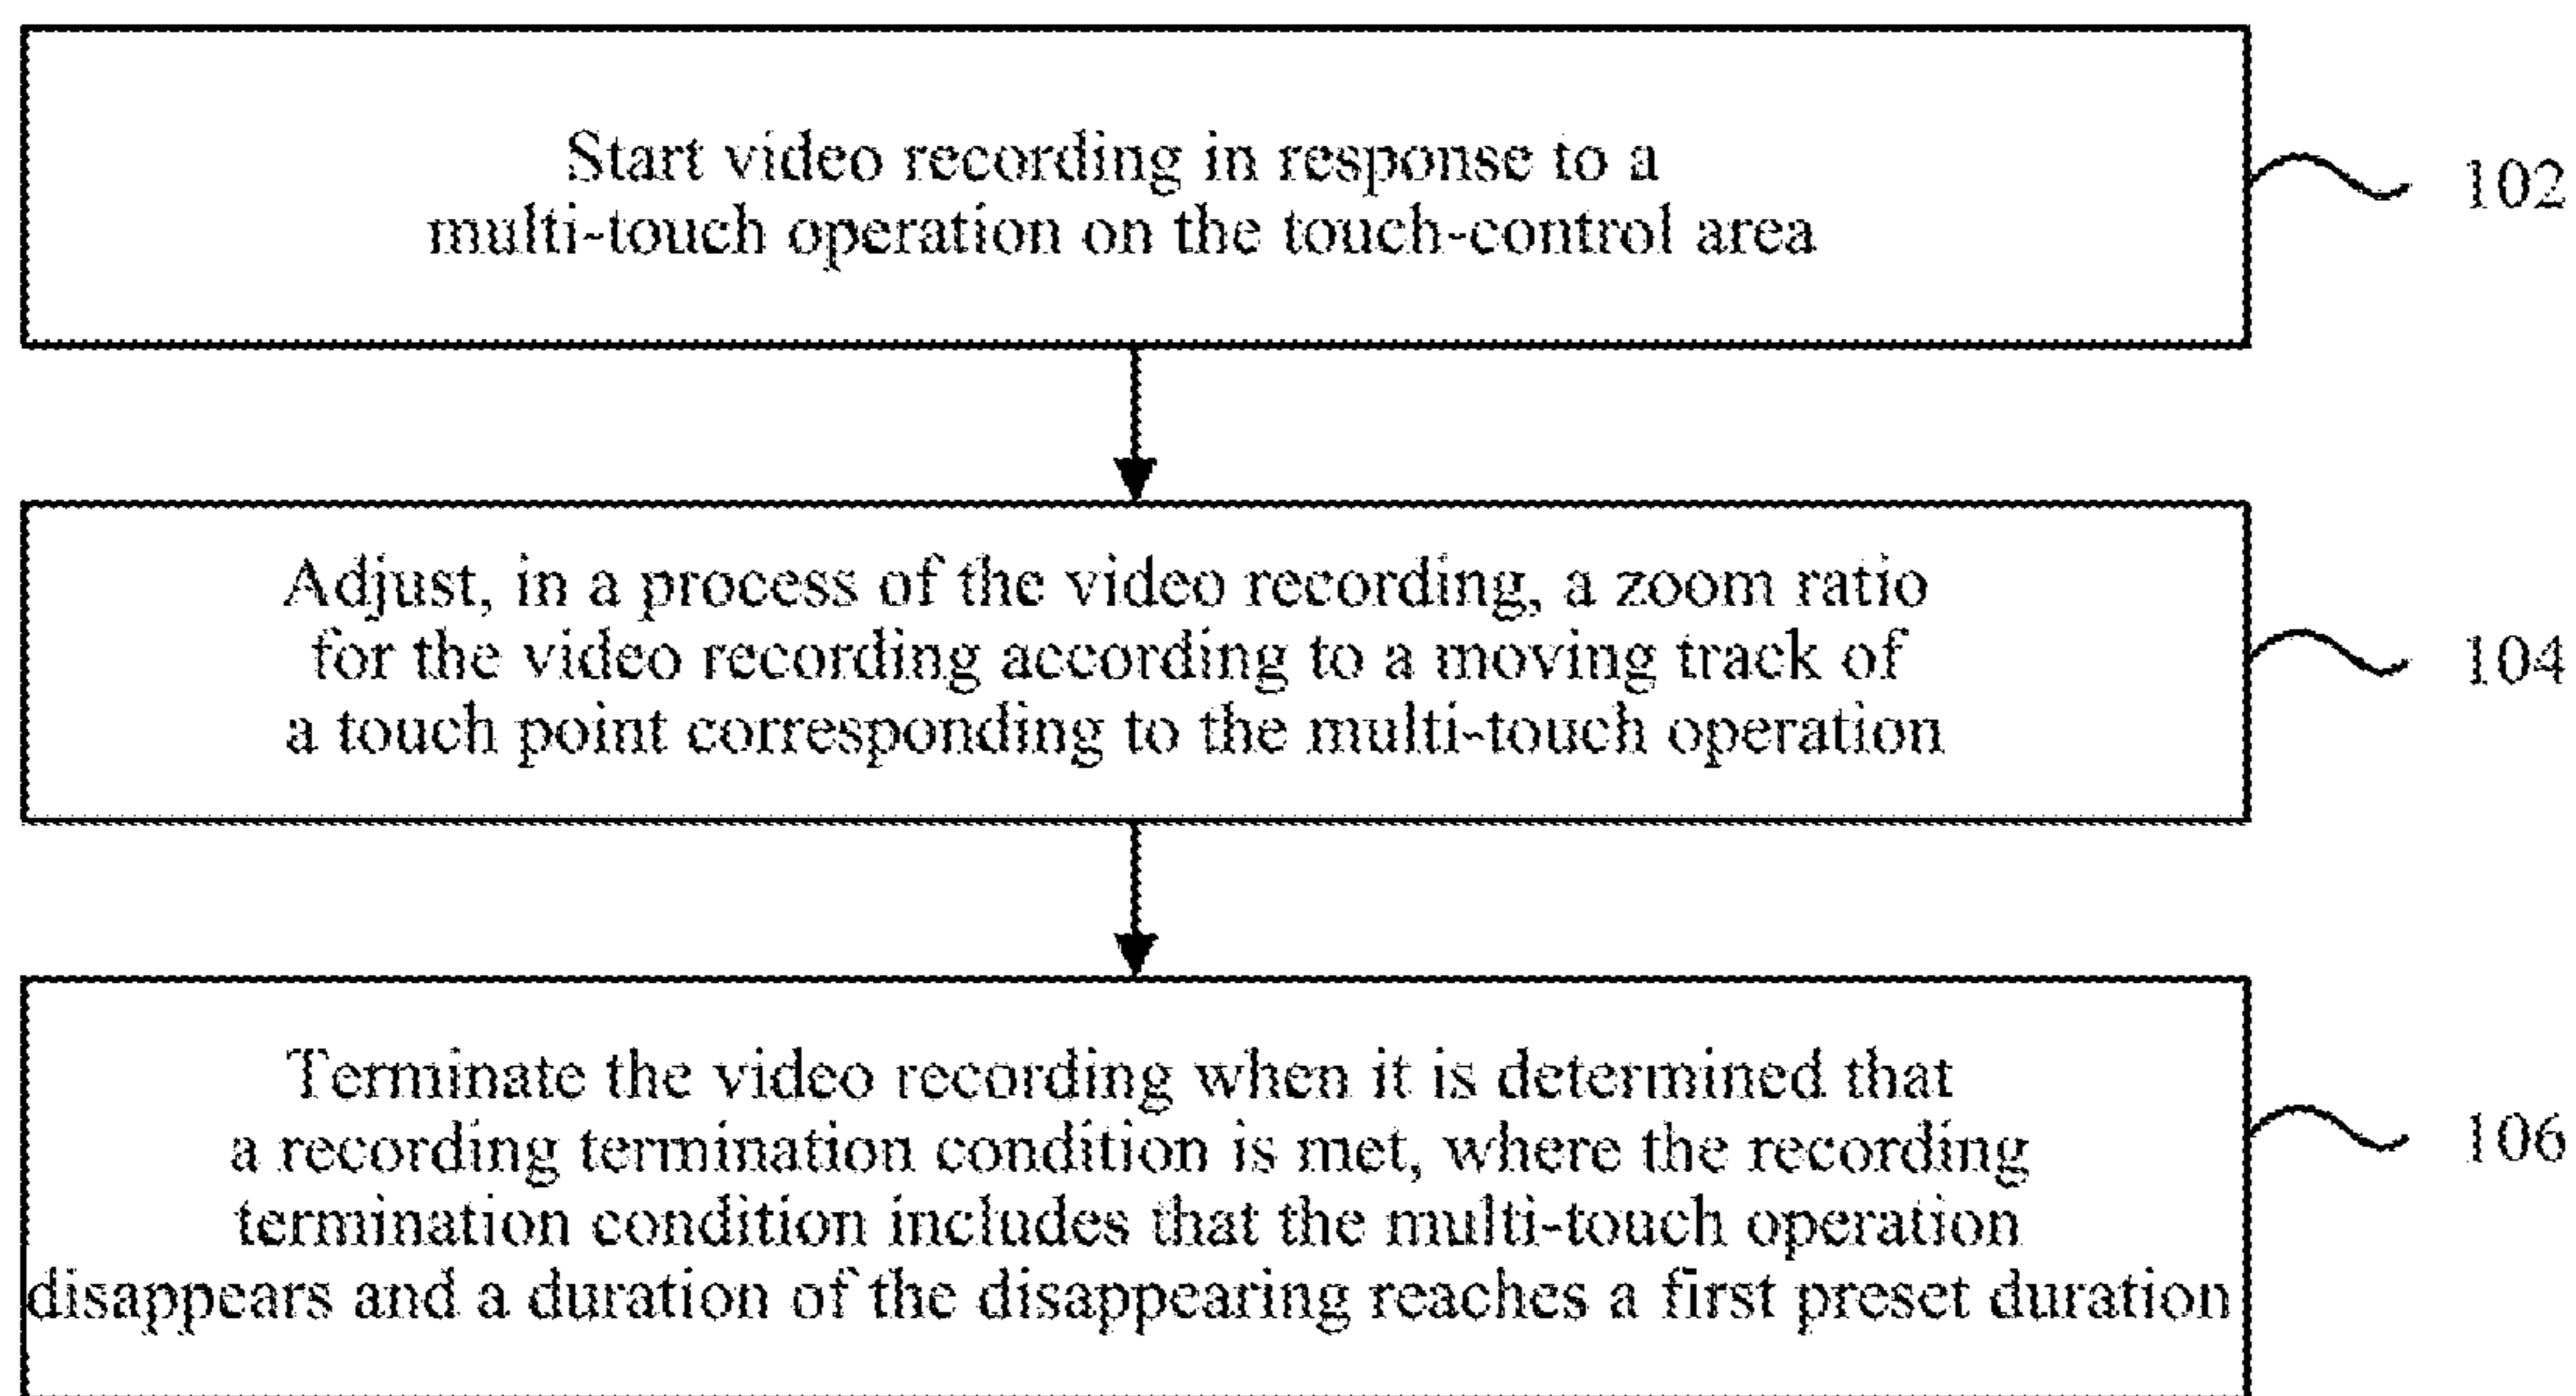 Start video recording in response to a
multi-touch operation on the touch-control area
102
Adjust, in a process of the video recording, a zoom ratio
for the video recording according to a moving track of
a touch point corresponding to the multi-touch operation
104
Terminate the video recording when it is determined that
a recording termination condition is met, where the recording
termination condition includes that the multi-touch operation
disappears and a duration of the disappearing reaches a first preset duration
106